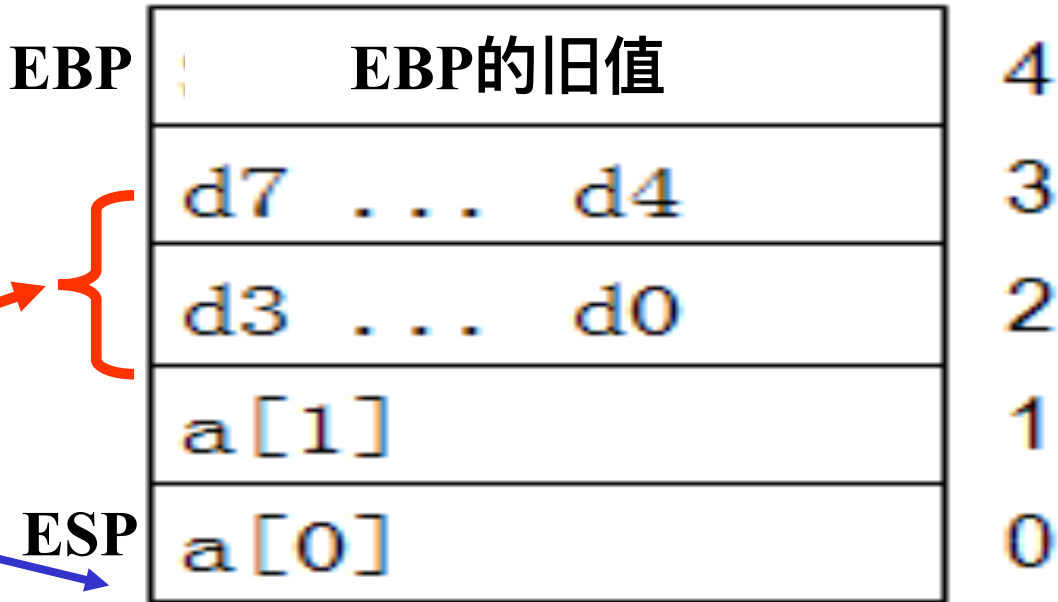 EBP EBP的旧值 4
d7 ... d4 3
d3 ... d0 2
a[1] 1
ESP a[0] 0